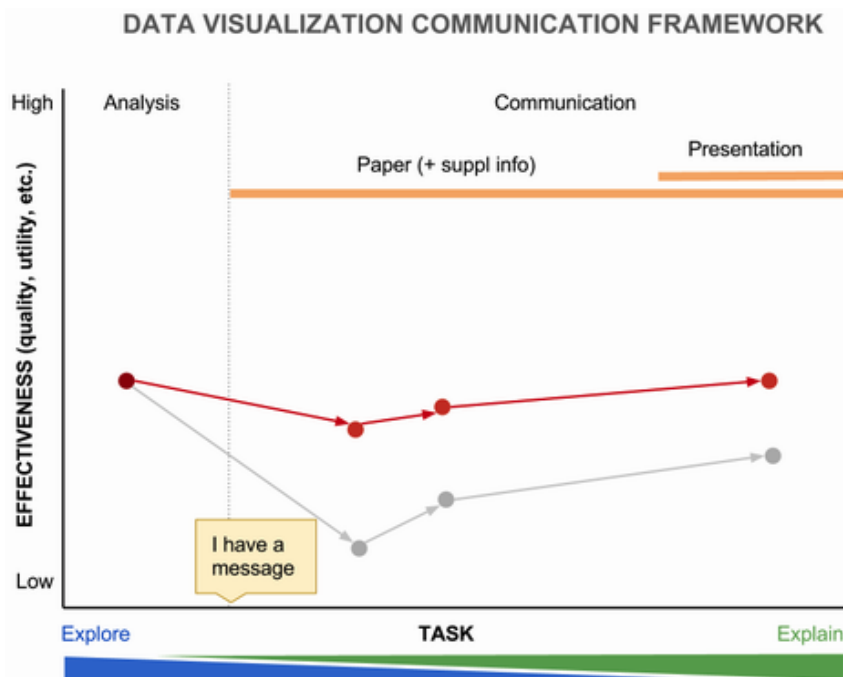 DATA VISUALIZATION COMMUNICATION FRAMEWORK
High
Analysis
Communication
Presentation
Paper (+ suppl info)
EFFECTIVENESS (quality, utility, etc.)
I have a
message
Low
Explore
TASK
Explain